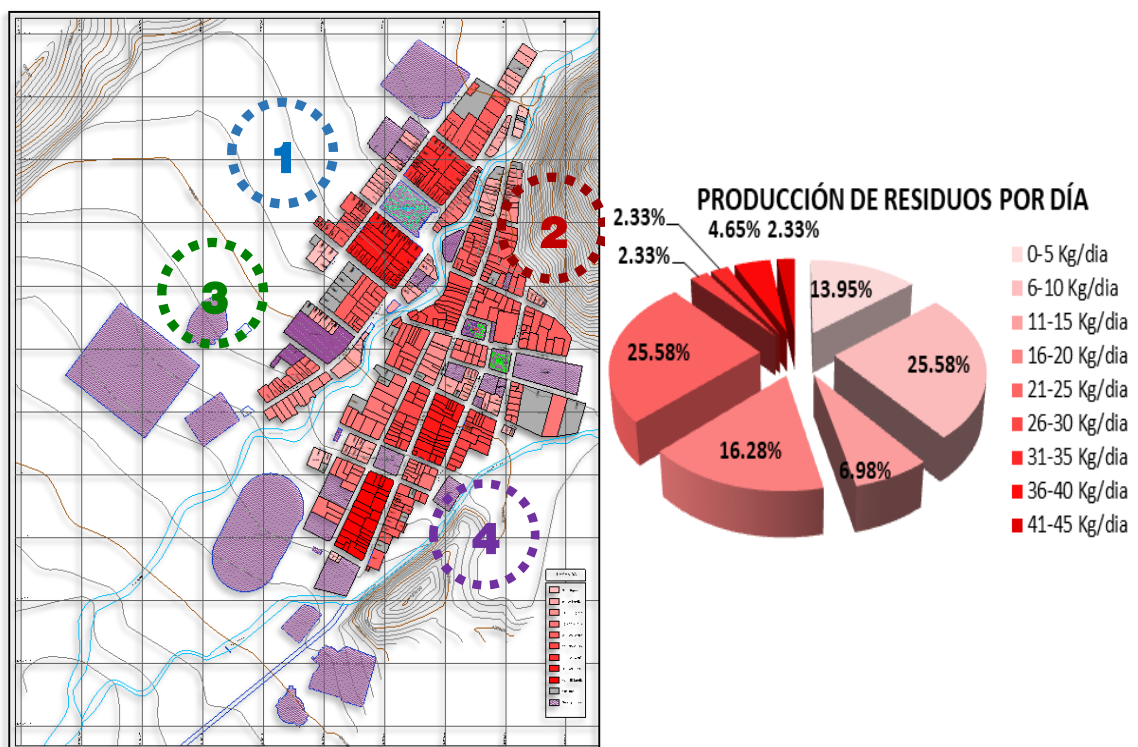 1
2
3
4
PRODUCCIÓN DE RESIDUOS POR DÍA
2.33%
4.65%
2.33%
2.33%
13.95%
25.58%
25.58%
16.28%
6.98%
0-5 Kg/dia
6-10 Kg/dia
11-15 Kg/dia
16-20 Kg/dia
21-25 Kg/dia
26-30 Kg/dia
31-35 Kg/dia
36-40 Kg/dia
41-45 Kg/dia